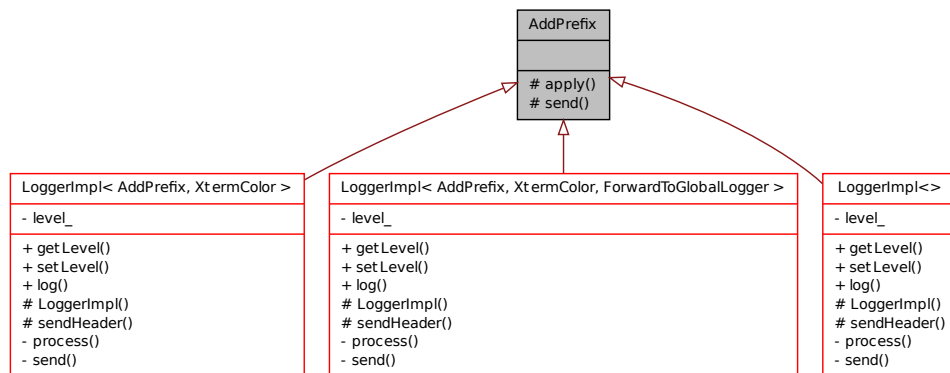 AddPrefix
# apply()
# send()
LoggerImpl< AddPrefix, XtermColor >
- level_
+ getLevel()
+ setLevel()
+ log()
# LoggerImpl()
# sendHeader()
- process()
- send()
LoggerImpl< AddPrefix, XtermColor, ForwardToGlobalLogger >
- level_
+ getLevel()
+ setLevel()
+ log()
# LoggerImpl()
# sendHeader()
- process()
- send()
LoggerImpl<>
- level_
+ getLevel()
+ setLevel()
+ log()
# LoggerImpl()
# sendHeader()
- process()
- send()